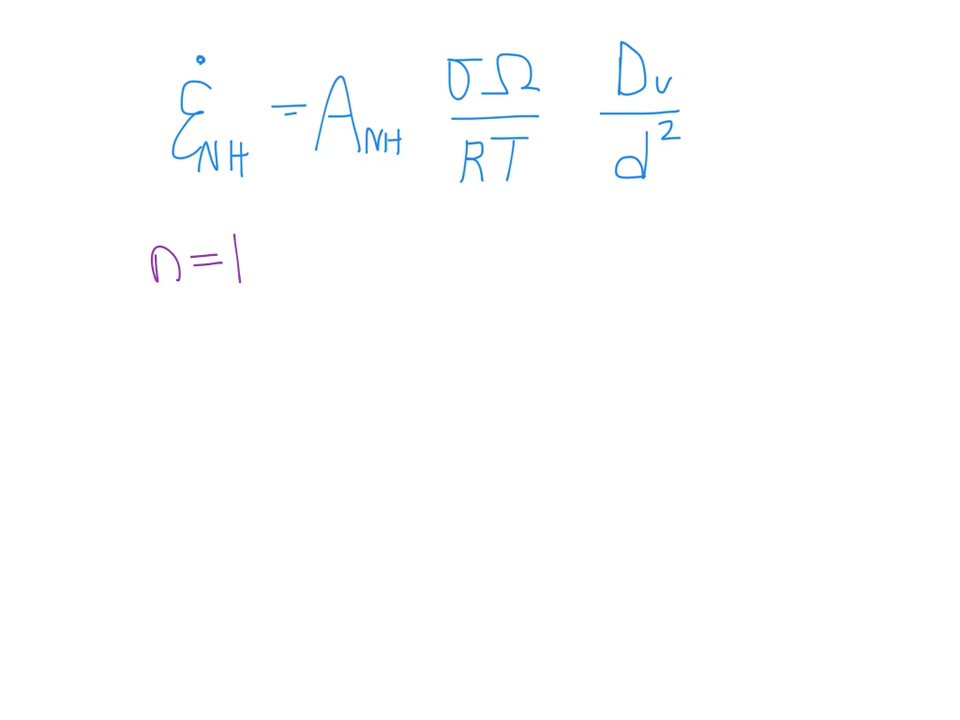 ε̇_NH = A_NH σΩ/RT D_v/d²
n=1